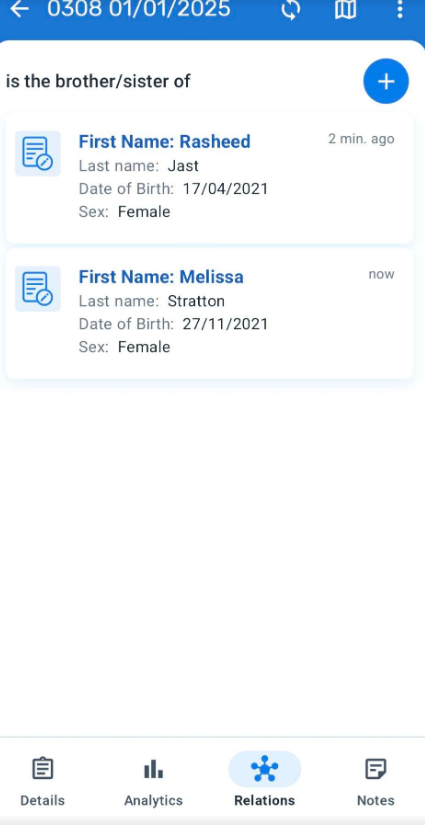 0308 01/01/2025
is the brother/sister of
First Name: Rasheed 2 min. ago
Last name: Jast
Date of Birth: 17/04/2021
Sex: Female
First Name: Melissa now
Last name: Stratton
Date of Birth: 27/11/2021
Sex: Female
Details Analytics Relations Notes